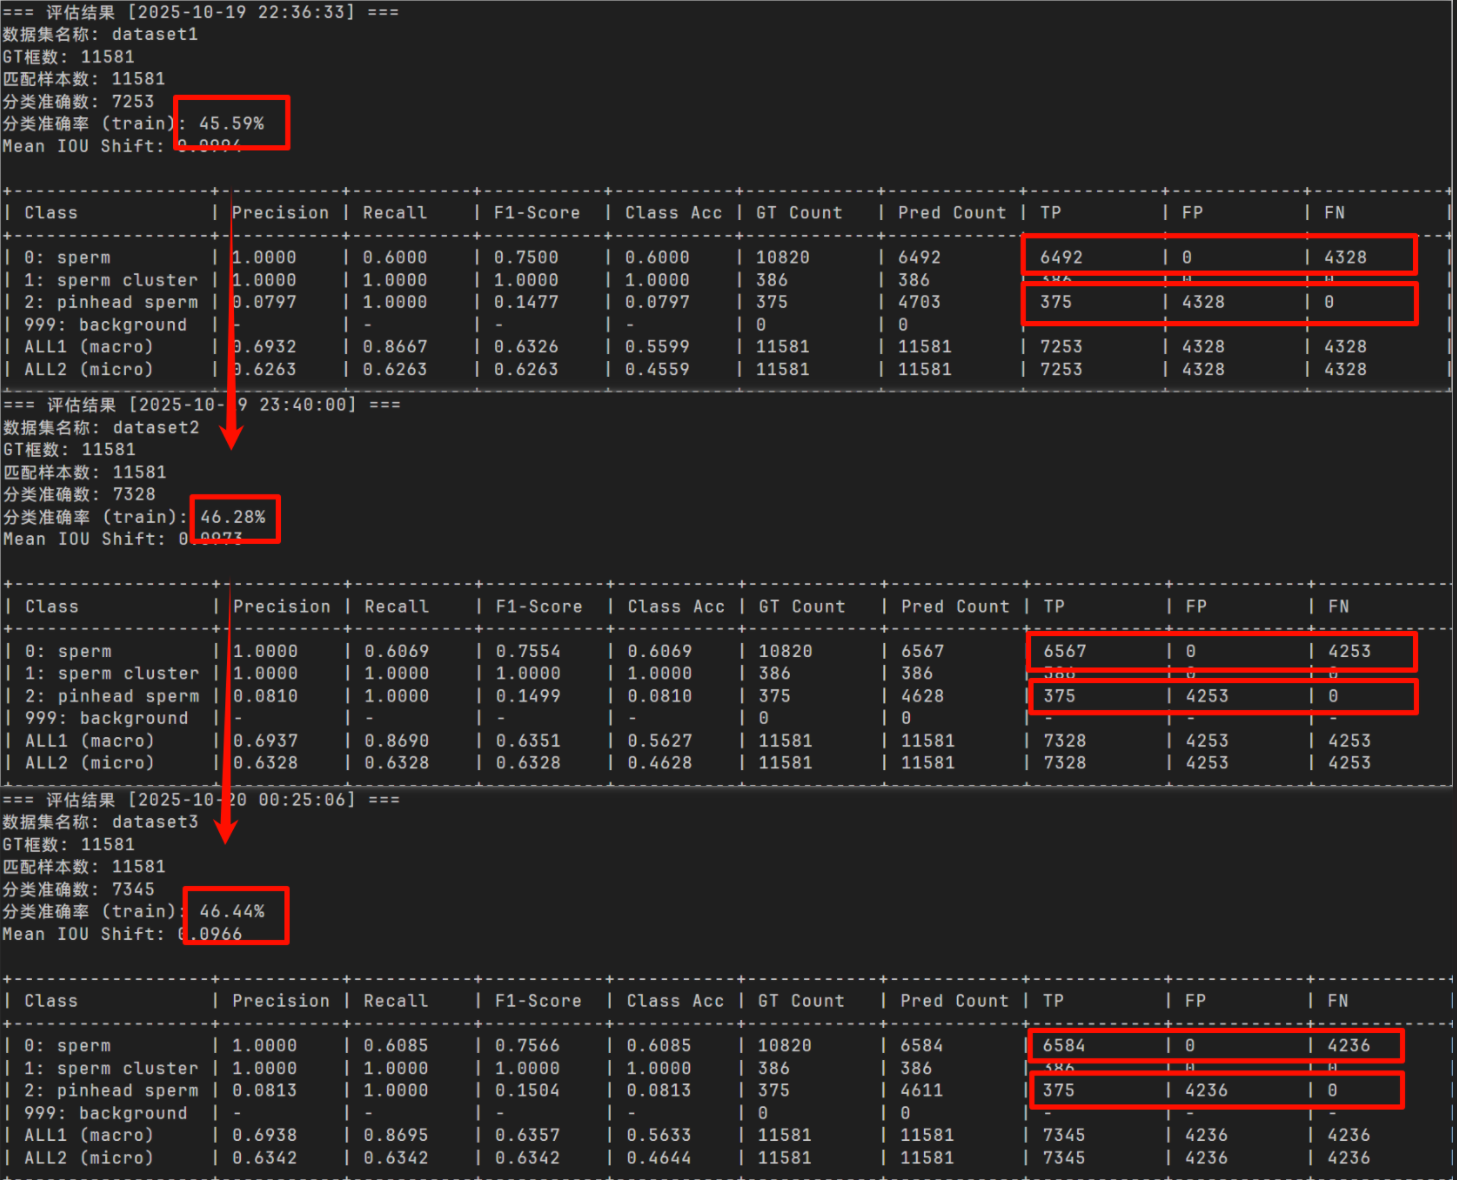 === 评估结果 [2025-10-19 22:36:33] ===
数据集名称: dataset1
GT框数: 11581
匹配样本数: 11581
分类准确数: 7253
分类准确率 (train): 45.59%
Mean IOU Shift: 0.0994
| Class | Precision | Recall | F1-Score | Class Acc | GT Count | Pred Count | TP | FP | FN |
| 0: sperm | 1.0000 | 0.6000 | 0.7500 | 0.6000 | 10820 | 6492 | 6492 | 0 | 4328 |
| 1: sperm cluster | 1.0000 | 1.0000 | 1.0000 | 1.0000 | 386 | 386 | 386 | 0 | 0 |
| 2: pinhead sperm | 0.0797 | 1.0000 | 0.1477 | 0.0797 | 375 | 4703 | 375 | 4328 | 0 |
| 999: background | - | - | - | - | 0 | 0 |
| ALL1 (macro) | 0.6932 | 0.8667 | 0.6326 | 0.5599 | 11581 | 11581 | 7253 | 4328 | 4328 |
| ALL2 (micro) | 0.6263 | 0.6263 | 0.6263 | 0.4559 | 11581 | 11581 | 7253 | 4328 | 4328 |
=== 评估结果 [2025-10-19 23:40:00] ===
数据集名称: dataset2
GT框数: 11581
匹配样本数: 11581
分类准确数: 7328
分类准确率 (train): 46.28%
Mean IOU Shift: 0.0973
| Class | Precision | Recall | F1-Score | Class Acc | GT Count | Pred Count | TP | FP | FN
| 0: sperm | 1.0000 | 0.6069 | 0.7554 | 0.6069 | 10820 | 6567 | 6567 | 0 | 4253
| 1: sperm cluster | 1.0000 | 1.0000 | 1.0000 | 1.0000 | 386 | 386 | 386 | 0 | 0
| 2: pinhead sperm | 0.0810 | 1.0000 | 0.1499 | 0.0810 | 375 | 4628 | 375 | 4253 | 0
| 999: background | - | - | - | - | 0 | 0 | - | - | -
| ALL1 (macro) | 0.6937 | 0.8690 | 0.6351 | 0.5627 | 11581 | 11581 | 7328 | 4253 | 4253
| ALL2 (micro) | 0.6328 | 0.6328 | 0.6328 | 0.4628 | 11581 | 11581 | 7328 | 4253 | 4253
=== 评估结果 [2025-10-20 00:25:06] ===
数据集名称: dataset3
GT框数: 11581
匹配样本数: 11581
分类准确数: 7345
分类准确率 (train): 46.44%
Mean IOU Shift: 0.0966
| Class | Precision | Recall | F1-Score | Class Acc | GT Count | Pred Count | TP | FP | FN |
| 0: sperm | 1.0000 | 0.6085 | 0.7566 | 0.6085 | 10820 | 6584 | 6584 | 0 | 4236 |
| 1: sperm cluster | 1.0000 | 1.0000 | 1.0000 | 1.0000 | 386 | 386 | 386 | 0 | 0 |
| 2: pinhead sperm | 0.0813 | 1.0000 | 0.1504 | 0.0813 | 375 | 4611 | 375 | 4236 | 0 |
| 999: background | - | - | - | - | 0 | 0 | - | - | - |
| ALL1 (macro) | 0.6938 | 0.8695 | 0.6357 | 0.5633 | 11581 | 11581 | 7345 | 4236 | 4236 |
| ALL2 (micro) | 0.6342 | 0.6342 | 0.6342 | 0.4644 | 11581 | 11581 | 7345 | 4236 | 4236 |